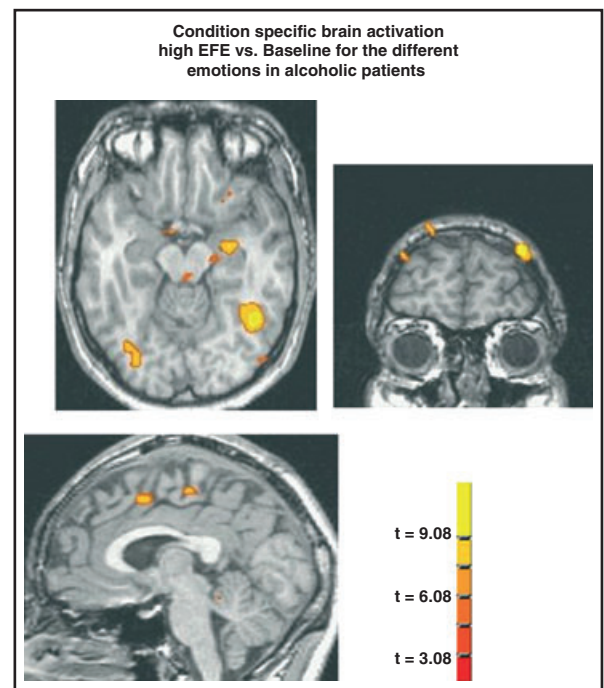 Condition specific brain activation
high EFE vs. Baseline for the different
emotions in alcoholic patients
t = 9.08
t = 6.08
t = 3.08